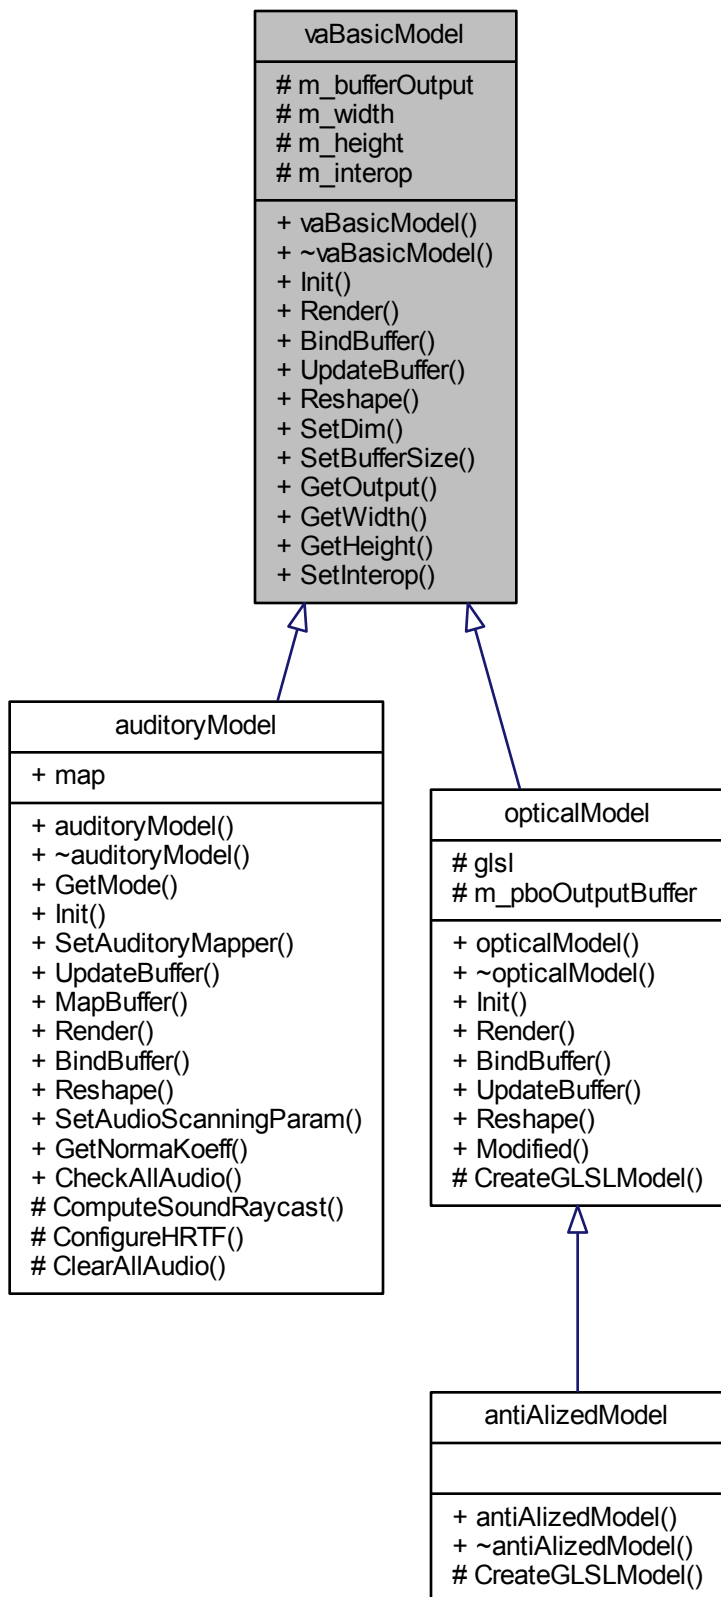 vaBasicModel
# m_bufferOutput
# m_width
# m_height
# m_interop
+ vaBasicModel()
+ ~vaBasicModel()
+ Init()
+ Render()
+ BindBuffer()
+ UpdateBuffer()
+ Reshape()
+ SetDim()
+ SetBufferSize()
+ GetOutput()
+ GetWidth()
+ GetHeight()
+ SetInterop()
auditoryModel
+ map
+ auditoryModel()
+ ~auditoryModel()
+ GetMode()
+ Init()
+ SetAuditoryMapper()
+ UpdateBuffer()
+ MapBuffer()
+ Render()
+ BindBuffer()
+ Reshape()
+ SetAudioScanningParam()
+ GetNormaKoeff()
+ CheckAllAudio()
# ComputeSoundRaycast()
# ConfigureHRTF()
# ClearAllAudio()
opticalModel
# glsl
# m_pboOutputBuffer
+ opticalModel()
+ ~opticalModel()
+ Init()
+ Render()
+ BindBuffer()
+ UpdateBuffer()
+ Reshape()
+ Modified()
# CreateGLSLModel()
antiAlizedModel
+ antiAlizedModel()
+ ~antiAlizedModel()
# CreateGLSLModel()